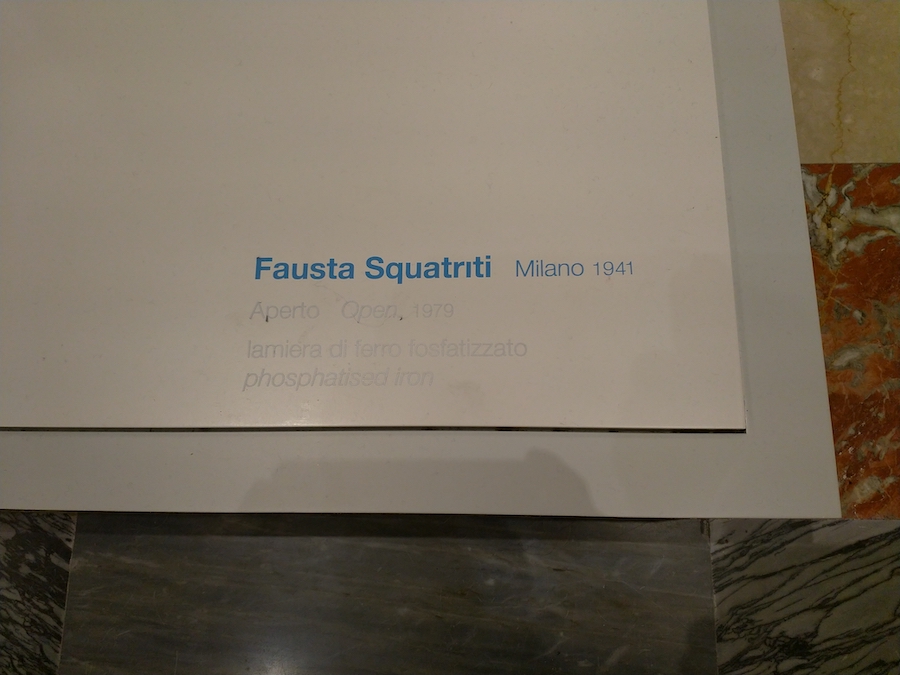 Fausta Squatriti Milano 1941
Aperto Open, 1979
lamiera di ferro fosfatizzato
phosphatised iron